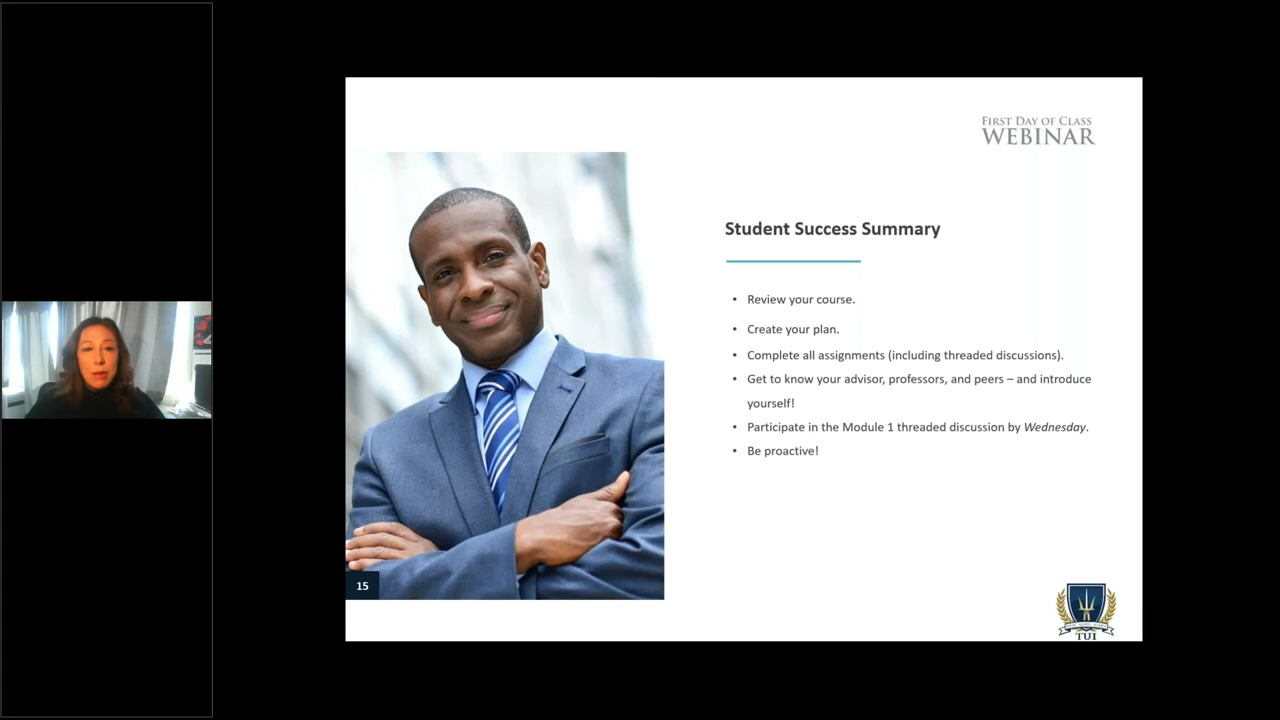 FIRST DAY OF CLASS
WEBINAR
Student Success Summary
• Review your course.
• Create your plan.
• Complete all assignments (including threaded discussions).
• Get to know your advisor, professors, and peers – and introduce
yourself!
• Participate in the Module 1 threaded discussion by Wednesday.
• Be proactive!
15
TUI